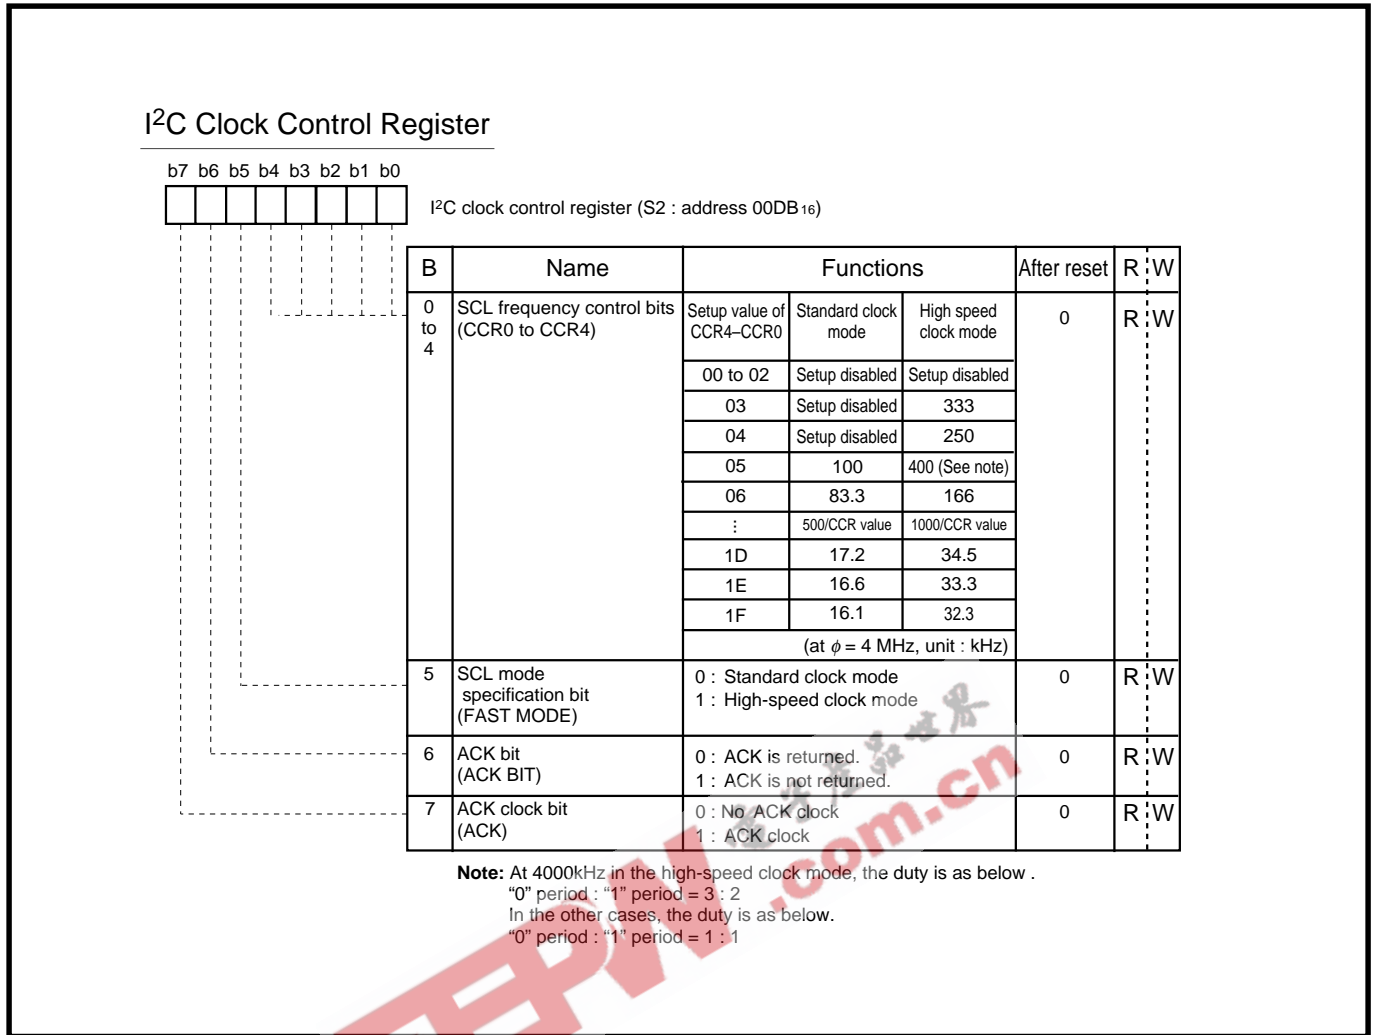 I2C Clock Control Register
b7 b6 b5 b4 b3 b2 b1 b0
I2C clock control register (S2 : address 00DB16)
B Name Functions After reset R W
0 to 4 SCL frequency control bits (CCR0 to CCR4) 0 R W
Setup value of CCR4–CCR0 Standard clock mode High speed clock mode
00 to 02 Setup disabled Setup disabled
03 Setup disabled 333
04 Setup disabled 250
05 100 400 (See note)
06 83.3 166
⋮ 500/CCR value 1000/CCR value
1D 17.2 34.5
1E 16.6 33.3
1F 16.1 32.3
(at ϕ = 4 MHz, unit : kHz)
5 SCL mode specification bit (FAST MODE) 0 R W
0 : Standard clock mode
1 : High-speed clock mode
6 ACK bit (ACK BIT) 0 R W
0 : ACK is returned.
1 : ACK is not returned.
7 ACK clock bit (ACK) 0 R W
0 : No ACK clock
1 : ACK clock
Note: At 4000kHz in the high-speed clock mode, the duty is as below .
“0” period : “1” period = 3 : 2
In the other cases, the duty is as below.
“0” period : “1” period = 1 : 1
电子产品世界
.com.cn
EEPW